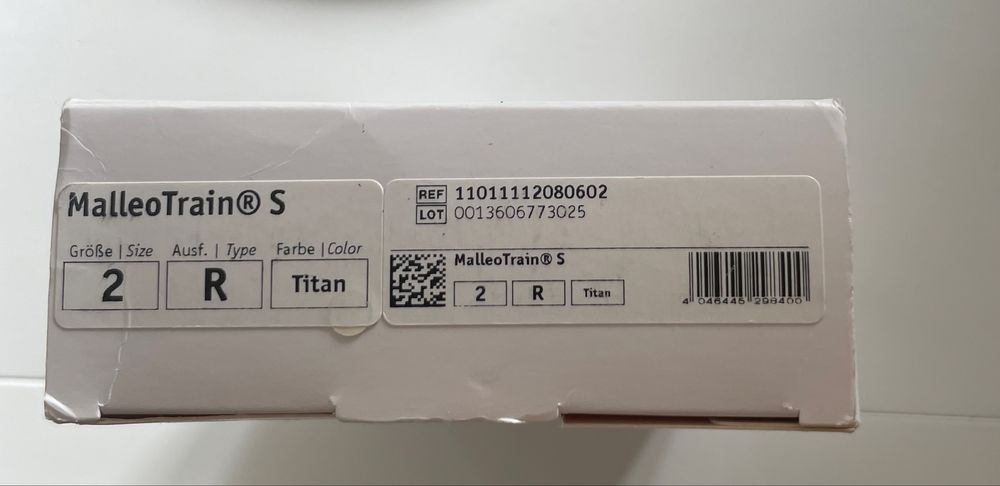 MalleoTrain® S
Größe | Size Ausf. | Type Farbe | Color
2 R Titan
REF 11011112080602
LOT 0013606773025
MalleoTrain® S
2 R Titan
4 046445 298400